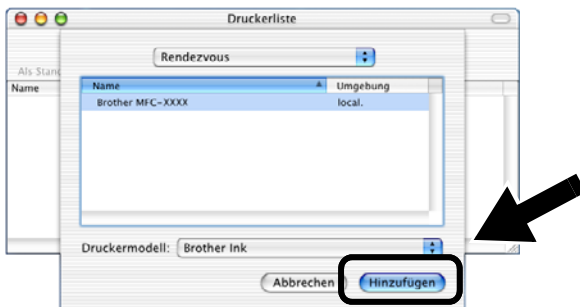 Druckerliste
Rendezvous
Als Stand
Name
Name Umgebung
Brother MFC-XXXX local.
Druckermodell: Brother Ink
Abbrechen Hinzufügen